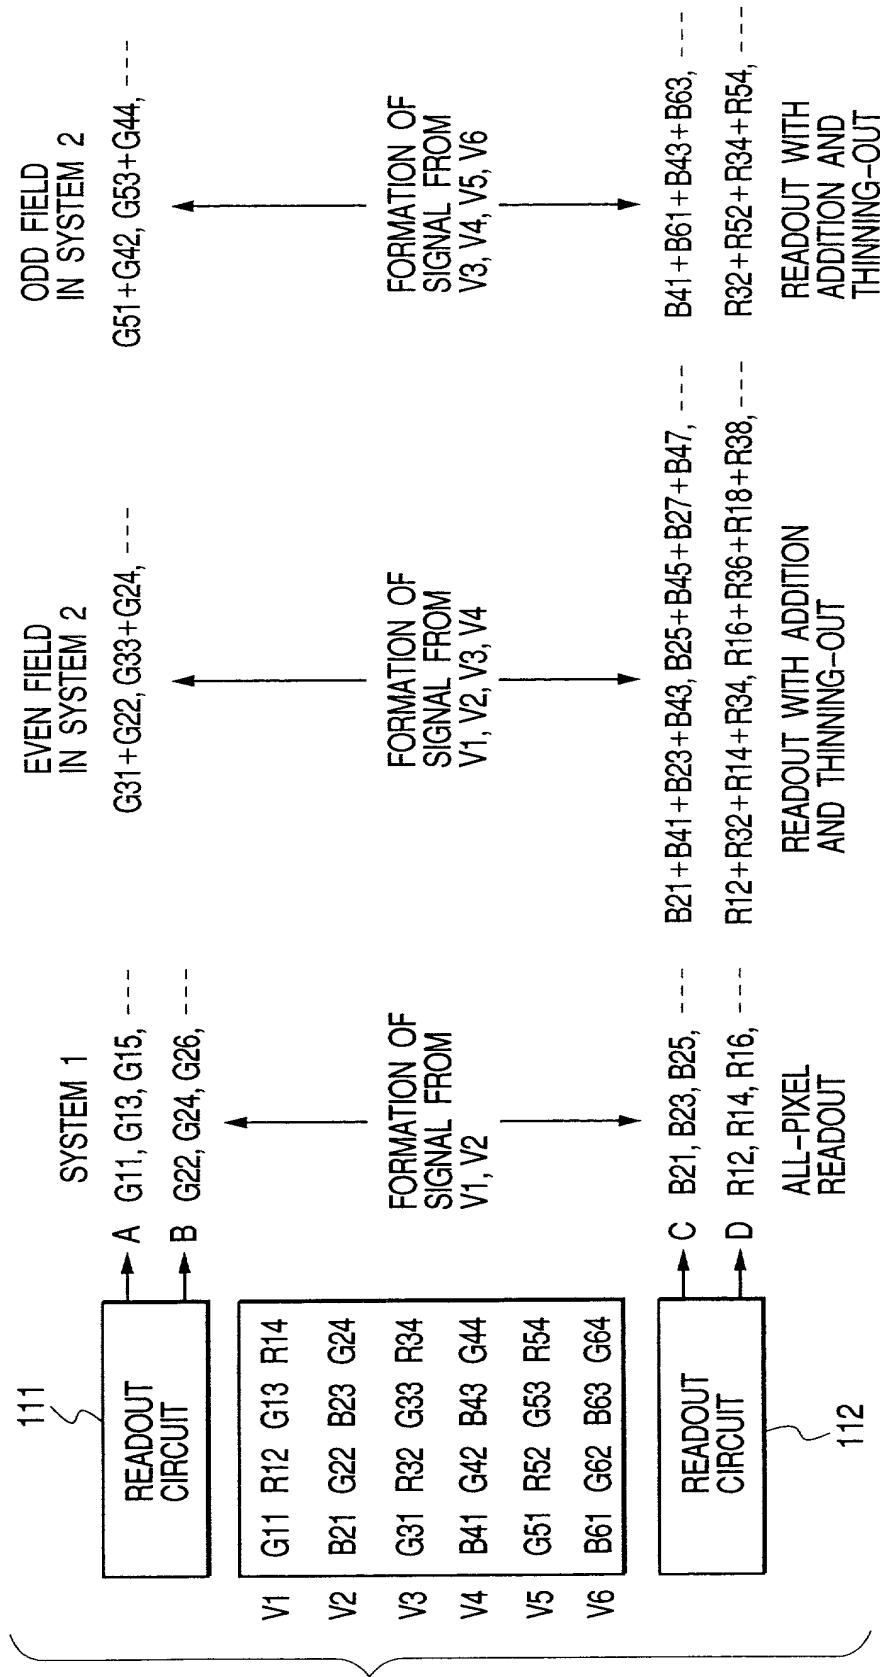 111
READOUT
CIRCUIT
V1 G11 R12 G13 R14
V2 B21 G22 B23 G24
V3 G31 R32 G33 R34
V4 B41 G42 B43 G44
V5 G51 R52 G53 R54
V6 B61 G62 B63 G64
READOUT
CIRCUIT
112
SYSTEM 1
A G11, G13, G15, ----
B G22, G24, G26, ----
FORMATION OF
SIGNAL FROM
V1, V2
C B21, B23, B25, ----
D R12, R14, R16, ----
ALL-PIXEL
READOUT
EVEN FIELD
IN SYSTEM 2
G31+G22, G33+G24, ----
FORMATION OF
SIGNAL FROM
V1, V2, V3, V4
B21+B41+B23+B43, B25+B45+B27+B47, ---
R12+R32+R14+R34, R16+R36+R18+R38, ---
READOUT WITH ADDITION
AND THINNING-OUT
ODD FIELD
IN SYSTEM 2
G51+G42, G53+G44, ----
FORMATION OF
SIGNAL FROM
V3, V4, V5, V6
B41+B61+B43+B63, ---
R32+R52+R34+R54, ---
READOUT WITH
ADDITION AND
THINNING-OUT